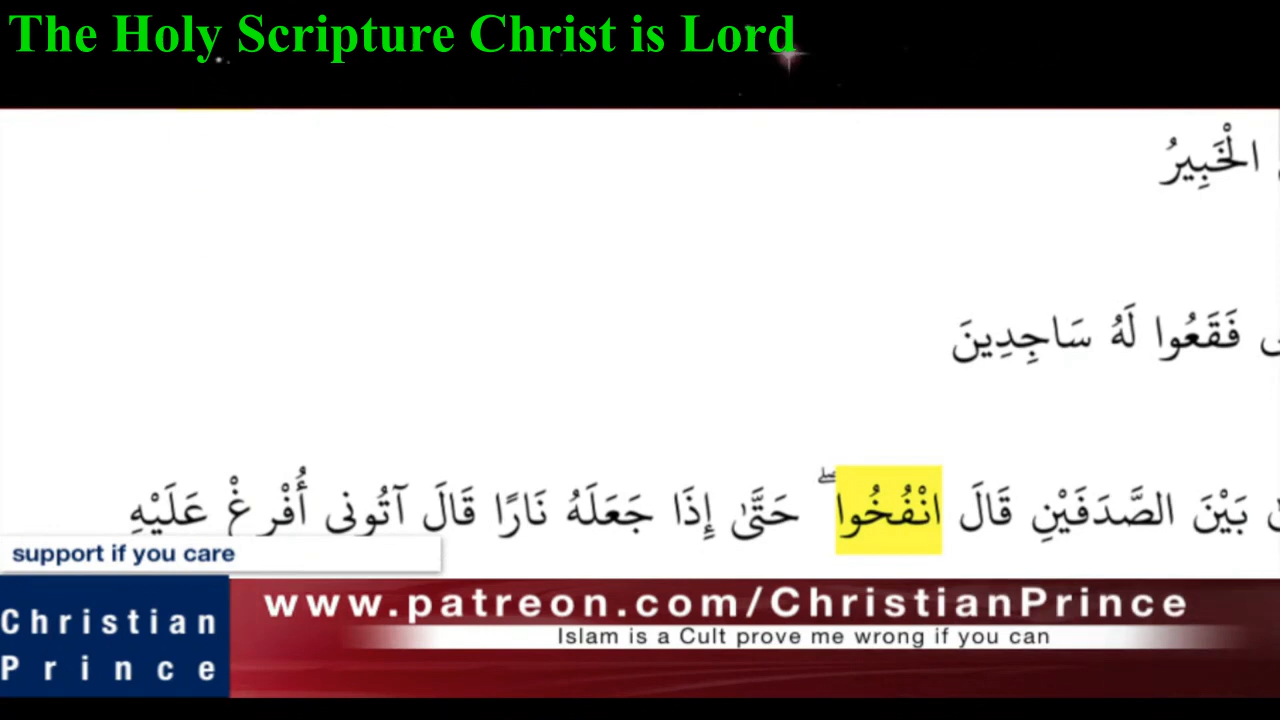 The Holy Scripture Christ is Lord
الْخَبِيرُ
فَقَعُوا لَهُ سَاجِدِينَ
بَيْنَ الصَّدَفَيْنِ قَالَ انْفُخُوا ۖ حَتَّىٰ إِذَا جَعَلَهُ نَارًا قَالَ آتُونِي أُفْرِغْ عَلَيْهِ
support if you care
www.patreon.com/ChristianPrince
Islam is a Cult prove me wrong if you can
Christian
Prince